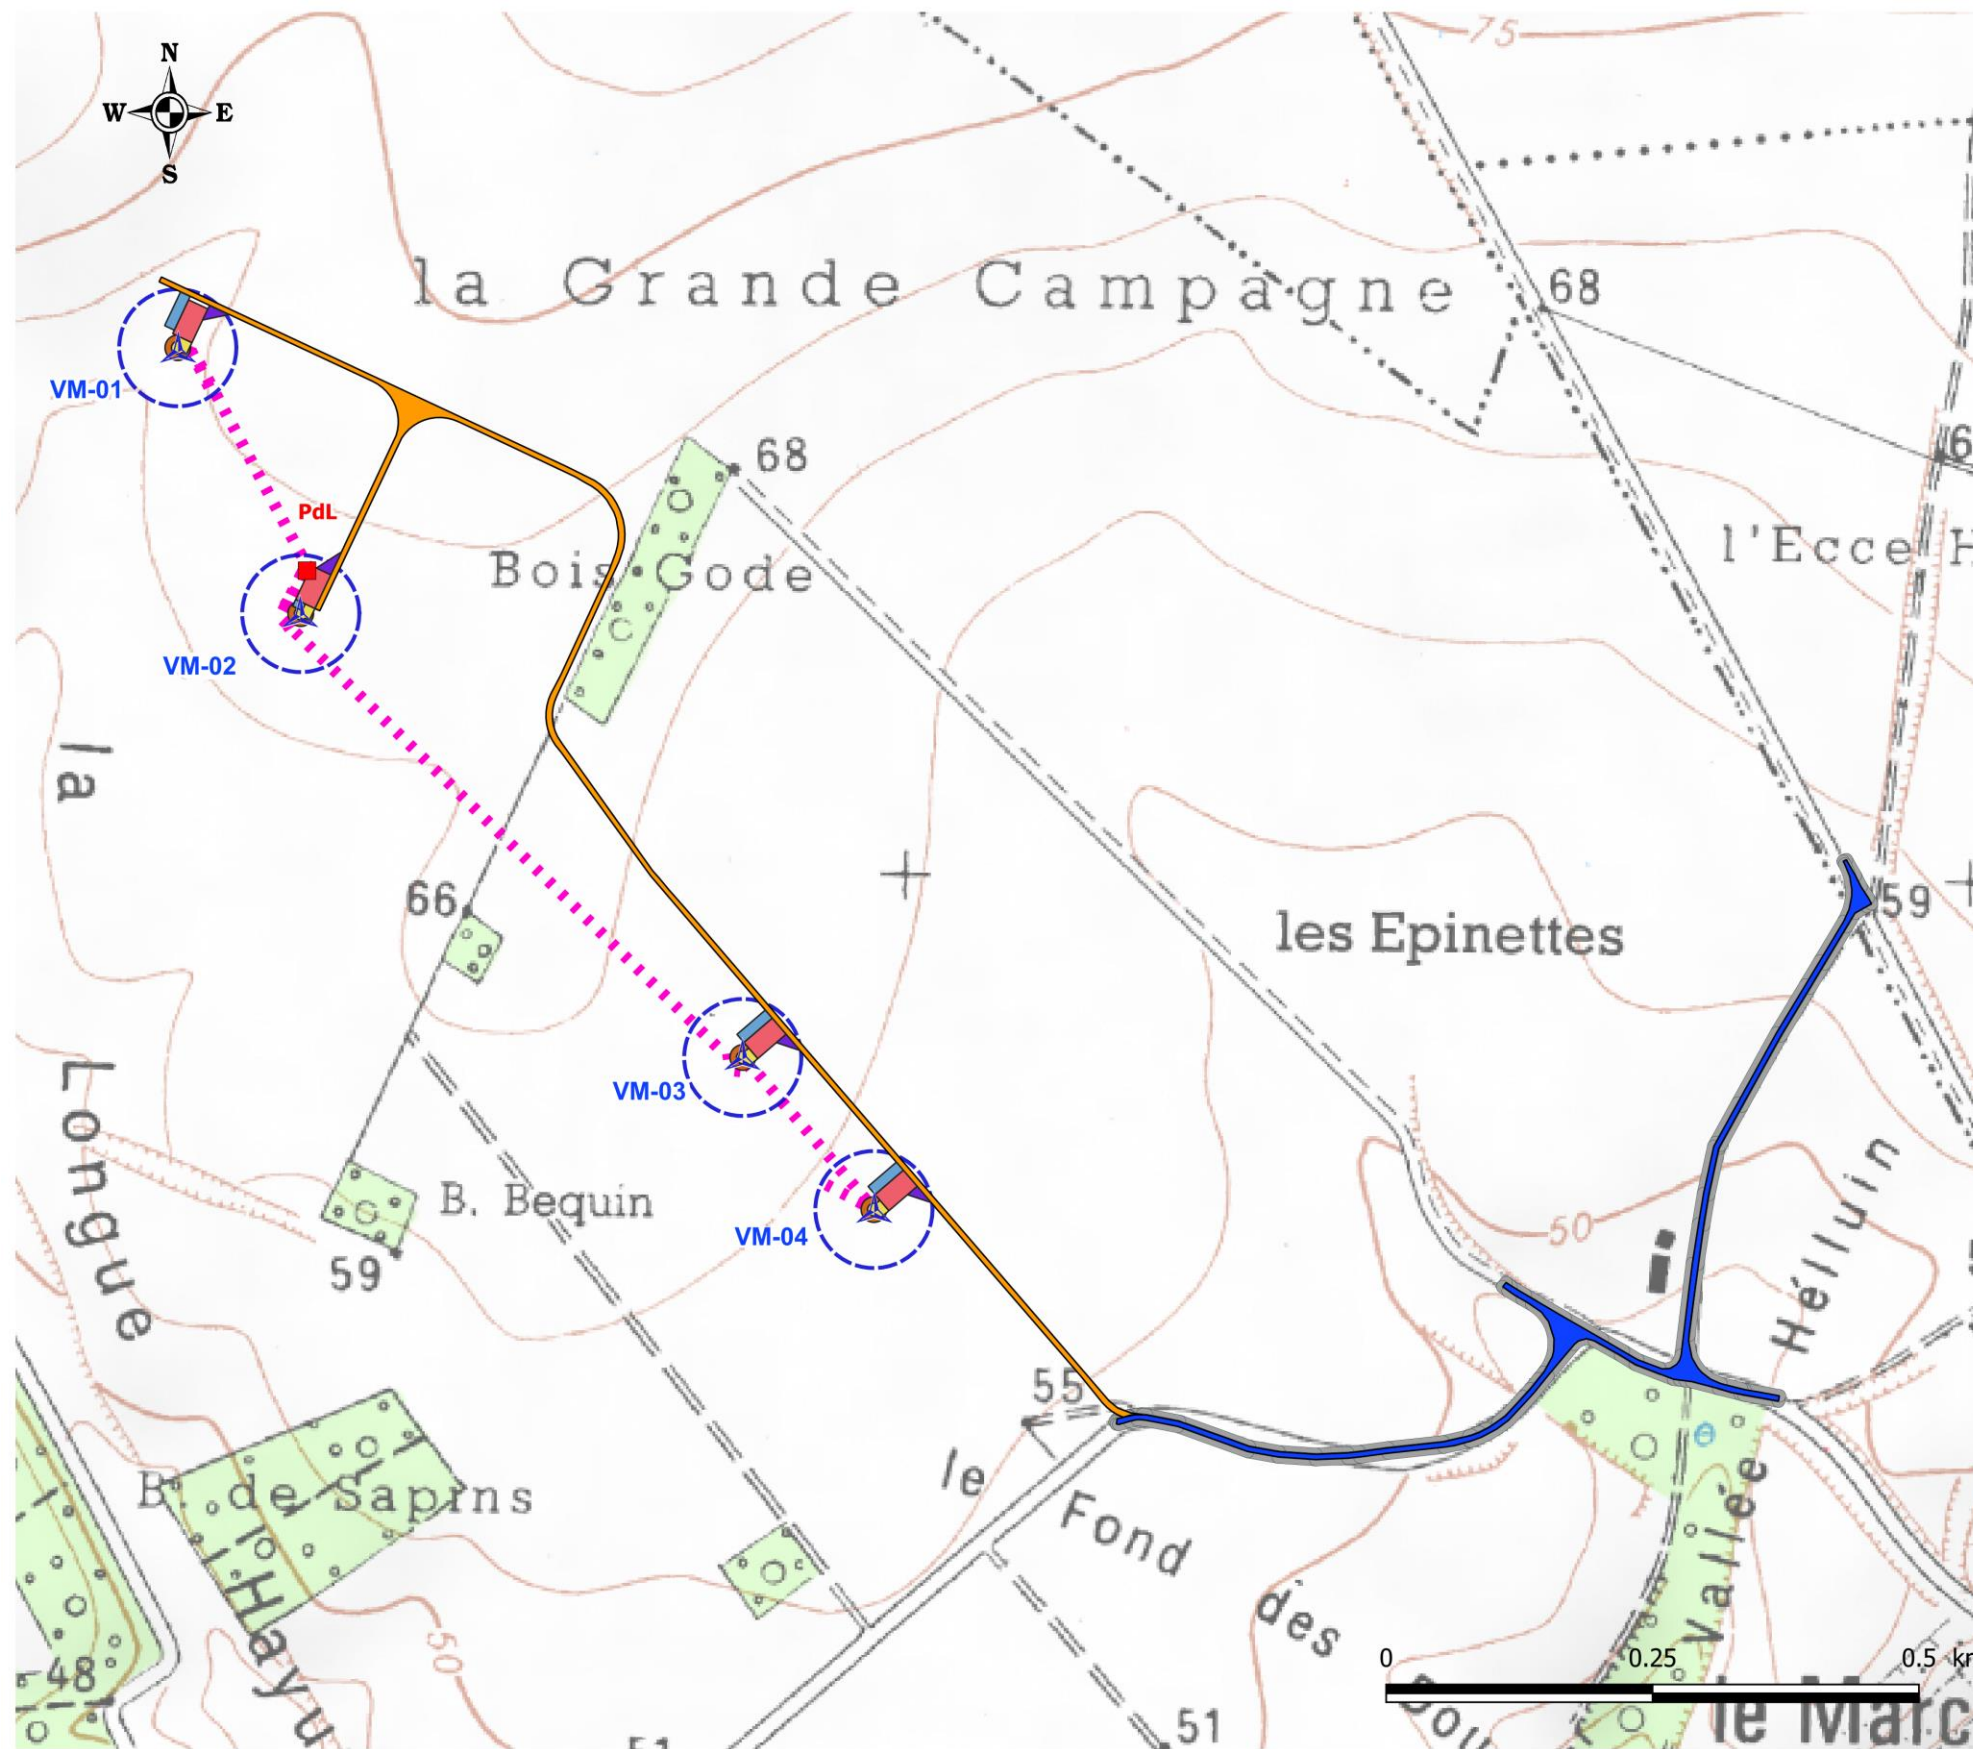 75
N
W E
S
la Grande Campagne
68
VM-01
68
PdL
l'Ecce
Bois Gode
VM-02
la Longue
66
59
les Epinettes
VM-03
B. Bequin
VM-04
50
59
Hélluin
55
le Fond des
B. de Sapins
Vallée
Hayu
50
48
0 0.25 0.5
51
le Marc